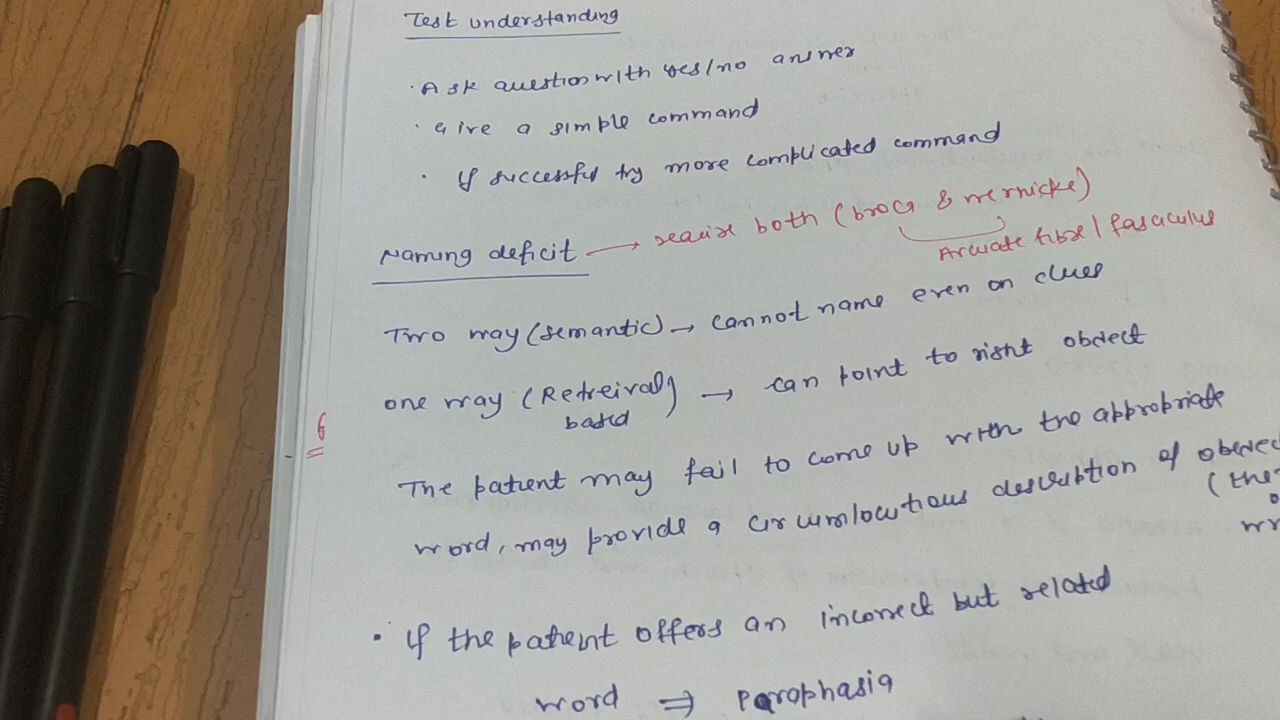 Test understanding
· Ask question with yes/no answer
· Give a simple command
· If successful try more complicated command
Naming deficit → require both (broca & wernicke)
Arcuate fibre / fasciculus
Two way (semantic) → cannot name even on clues
one way (Retreival based) → can point to right object
6
The patient may fail to come up with the appropriate
word, may provide a circumlocutious description of object
(the
• If the patient offers an incorrect but related
word ⇒ Paraphasia